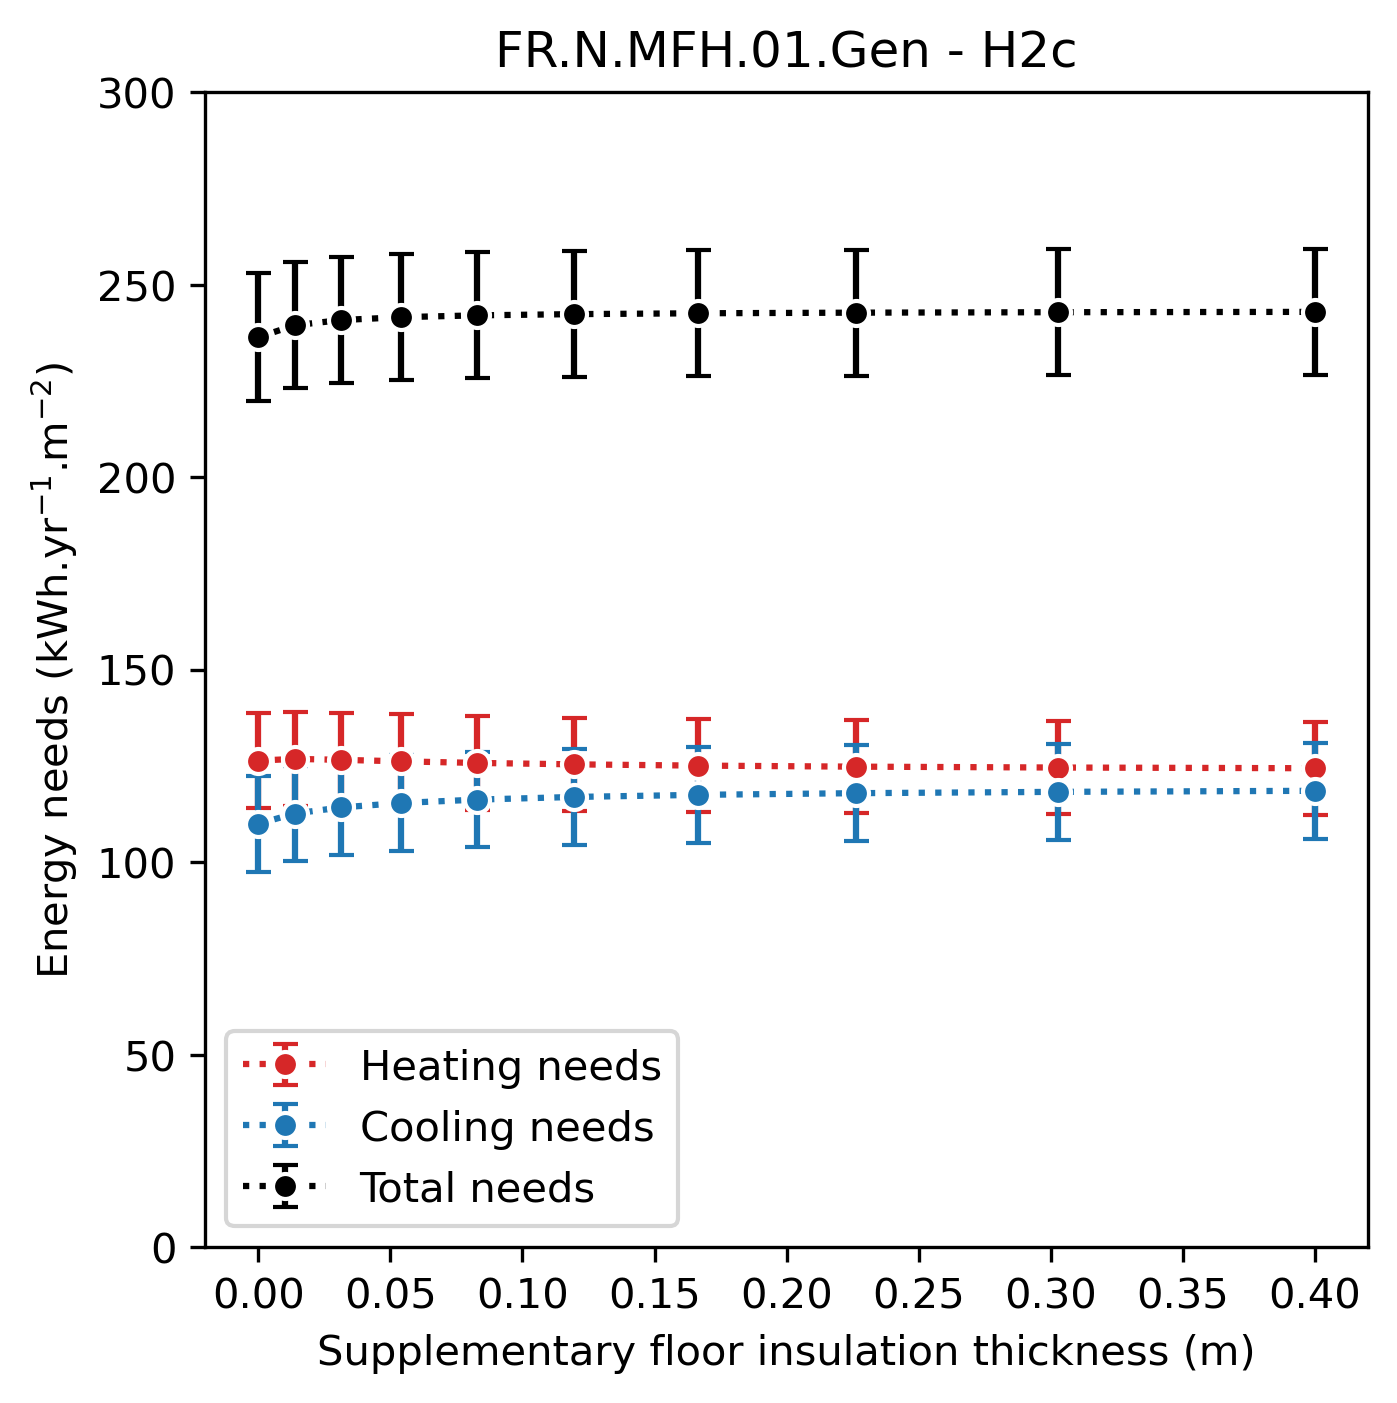 FR.N.MFH.01.Gen - H2c
300
250
200
150
100
50
0
Energy needs (kWh.yr⁻¹.m⁻²)
Heating needs
Cooling needs
Total needs
0.00 0.05 0.10 0.15 0.20 0.25 0.30 0.35 0.40
Supplementary floor insulation thickness (m)